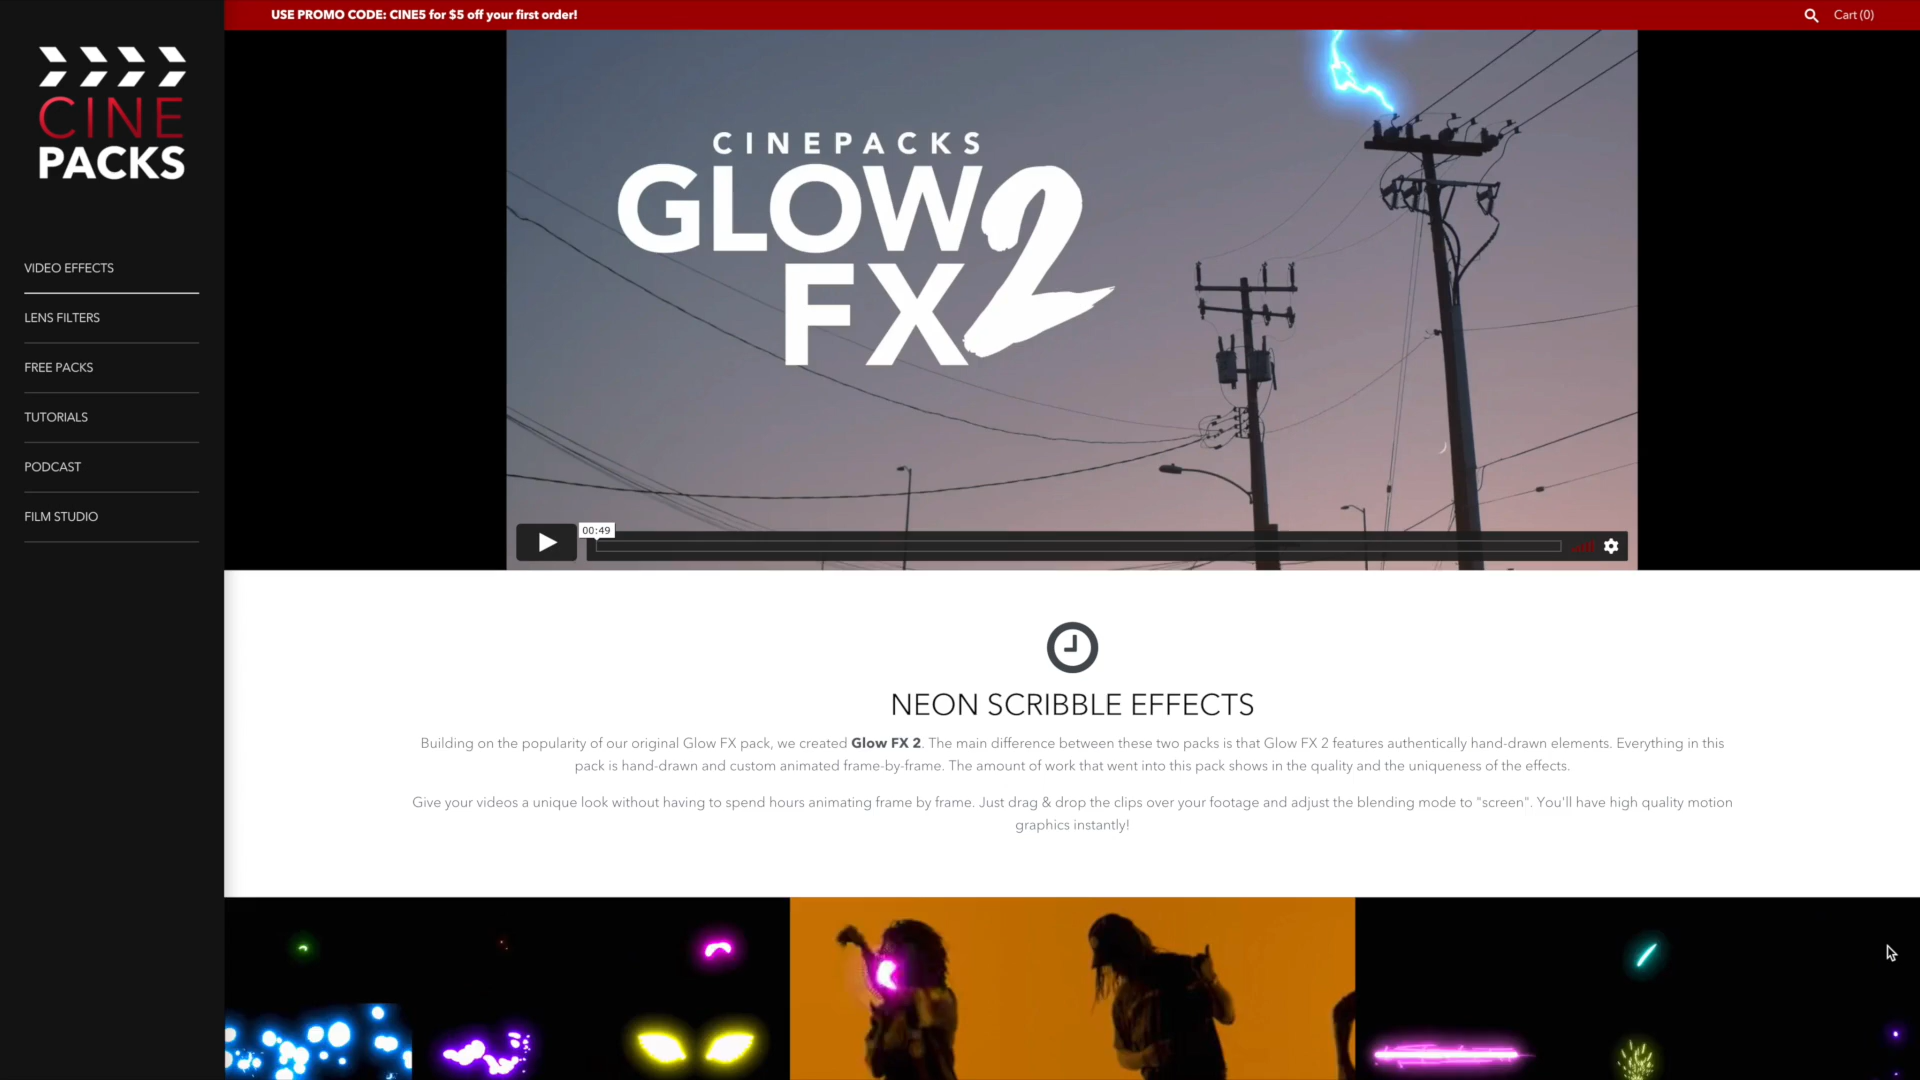 USE PROMO CODE: CINE5 for $5 off your first order!
Cart (0)
CINE
PACKS
VIDEO EFFECTS
LENS FILTERS
FREE PACKS
TUTORIALS
PODCAST
FILM STUDIO
CINEPACKS
GLOW
FX 2
00:49
NEON SCRIBBLE EFFECTS
Building on the popularity of our original Glow FX pack, we created Glow FX 2. The main difference between these two packs is that Glow FX 2 features authentically hand-drawn elements. Everything in this
pack is hand-drawn and custom animated frame-by-frame. The amount of work that went into this pack shows in the quality and the uniqueness of the effects.
Give your videos a unique look without having to spend hours animating frame by frame. Just drag & drop the clips over your footage and adjust the blending mode to "screen". You'll have high quality motion
graphics instantly!